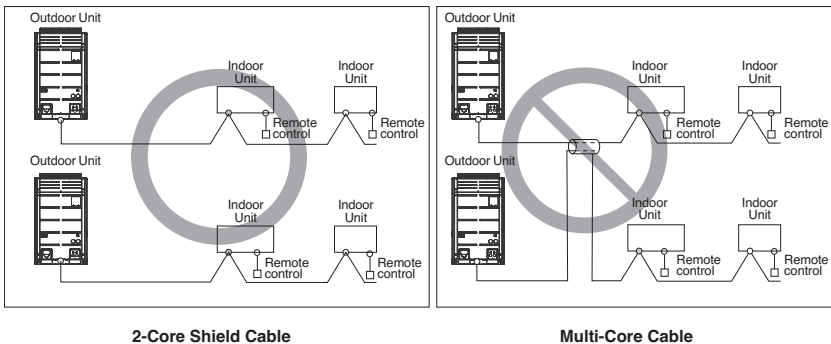 Outdoor Unit
Indoor
Unit
Indoor
Unit
Remote
control
Remote
control
Outdoor Unit
Indoor
Unit
Indoor
Unit
Remote
control
Remote
control
2-Core Shield Cable
Outdoor Unit
Indoor
Unit
Indoor
Unit
Remote
control
Remote
control
Outdoor Unit
Indoor
Unit
Indoor
Unit
Remote
control
Remote
control
Multi-Core Cable